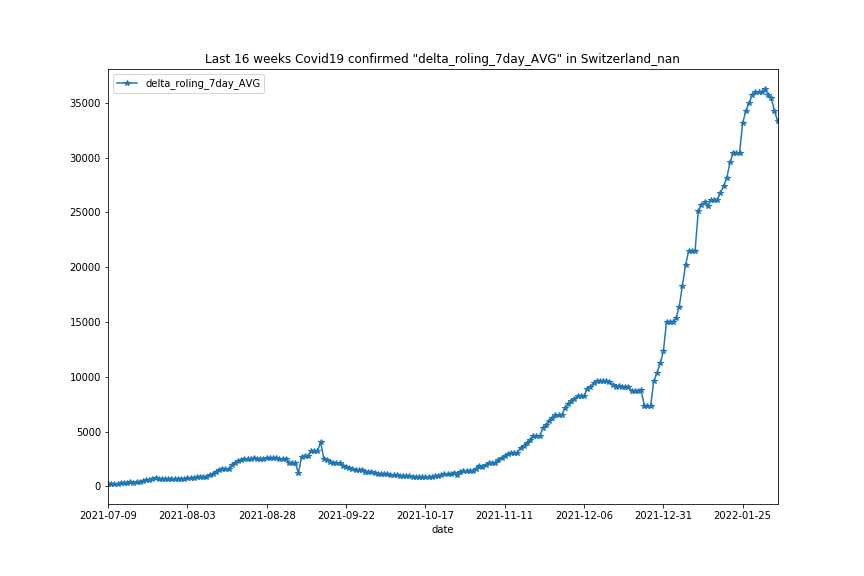 Last 16 weeks Covid19 confirmed "delta_roling_7day_AVG" in Switzerland_nan
delta_roling_7day_AVG
35000
30000
25000
20000
15000
10000
5000
0
2021-07-09 2021-08-03 2021-08-28 2021-09-22 2021-10-17 2021-11-11 2021-12-06 2021-12-31 2022-01-25
date